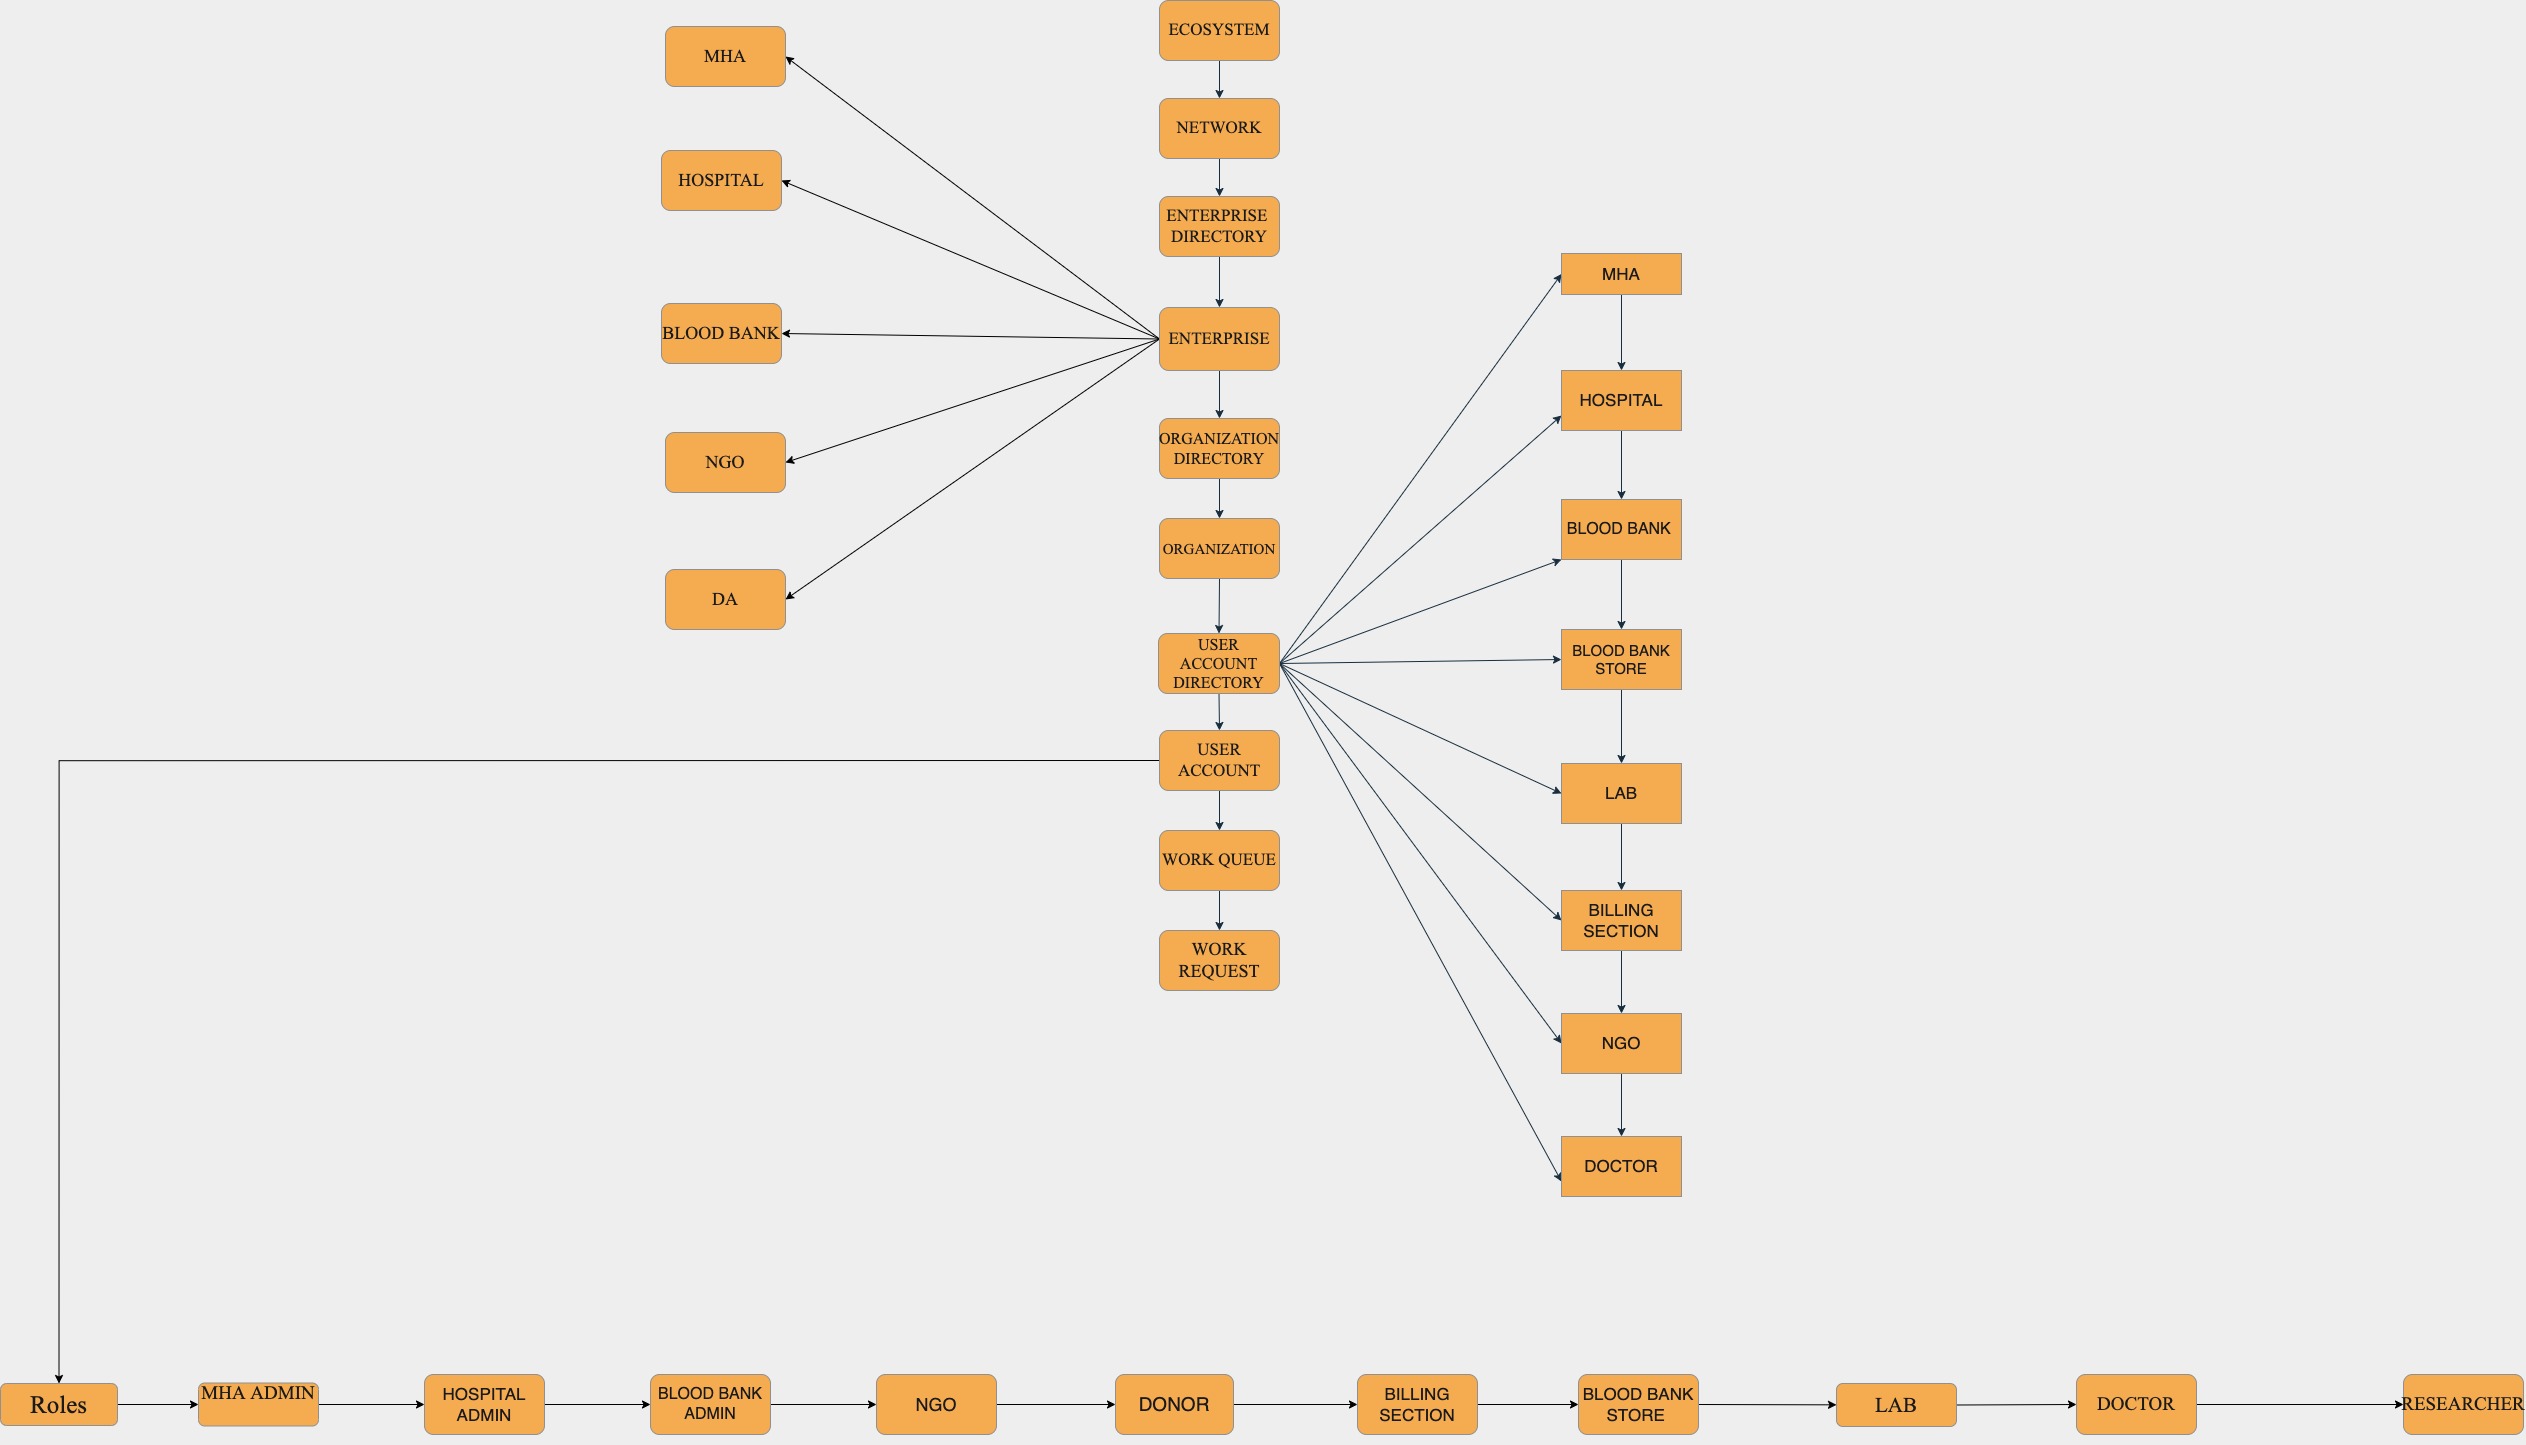 ECOSYSTEM
NETWORK
ENTERPRISE
DIRECTORY
ENTERPRISE
ORGANIZATION
DIRECTORY
ORGANIZATION
USER
ACCOUNT
DIRECTORY
USER
ACCOUNT
WORK QUEUE
WORK
REQUEST
MHA
HOSPITAL
BLOOD BANK
NGO
DA
MHA
HOSPITAL
BLOOD BANK
BLOOD BANK
STORE
LAB
BILLING
SECTION
NGO
DOCTOR
Roles
MHA ADMIN
HOSPITAL
ADMIN
BLOOD BANK
ADMIN
NGO
DONOR
BILLING
SECTION
BLOOD BANK
STORE
LAB
DOCTOR
RESEARCHER